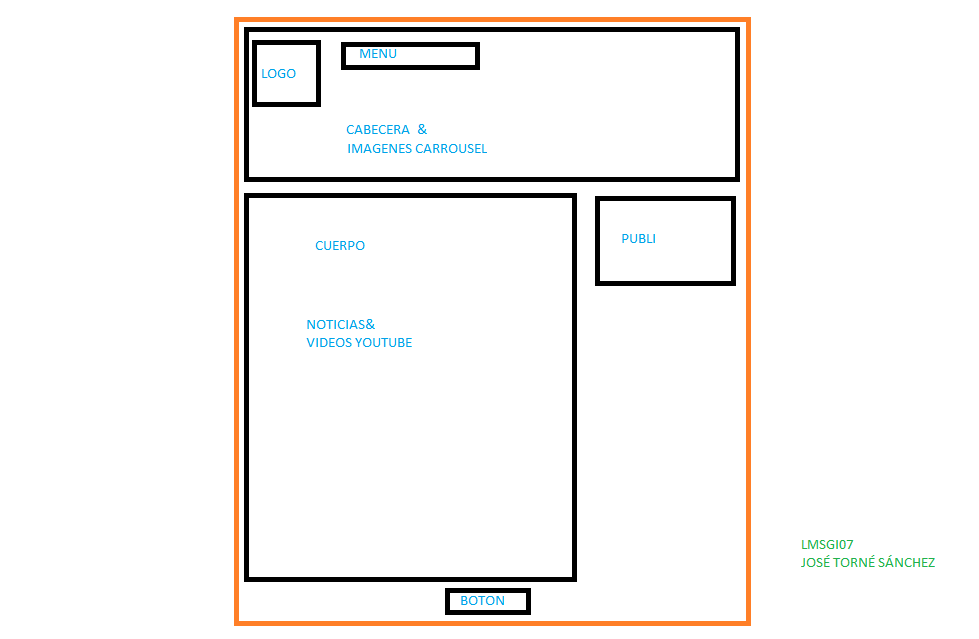 MENU
LOGO
CABECERA &
IMAGENES CARROUSEL
CUERPO
PUBLI
NOTICIAS&
VIDEOS YOUTUBE
LMSGI07
JOSÉ TORNÉ SÁNCHEZ
BOTON